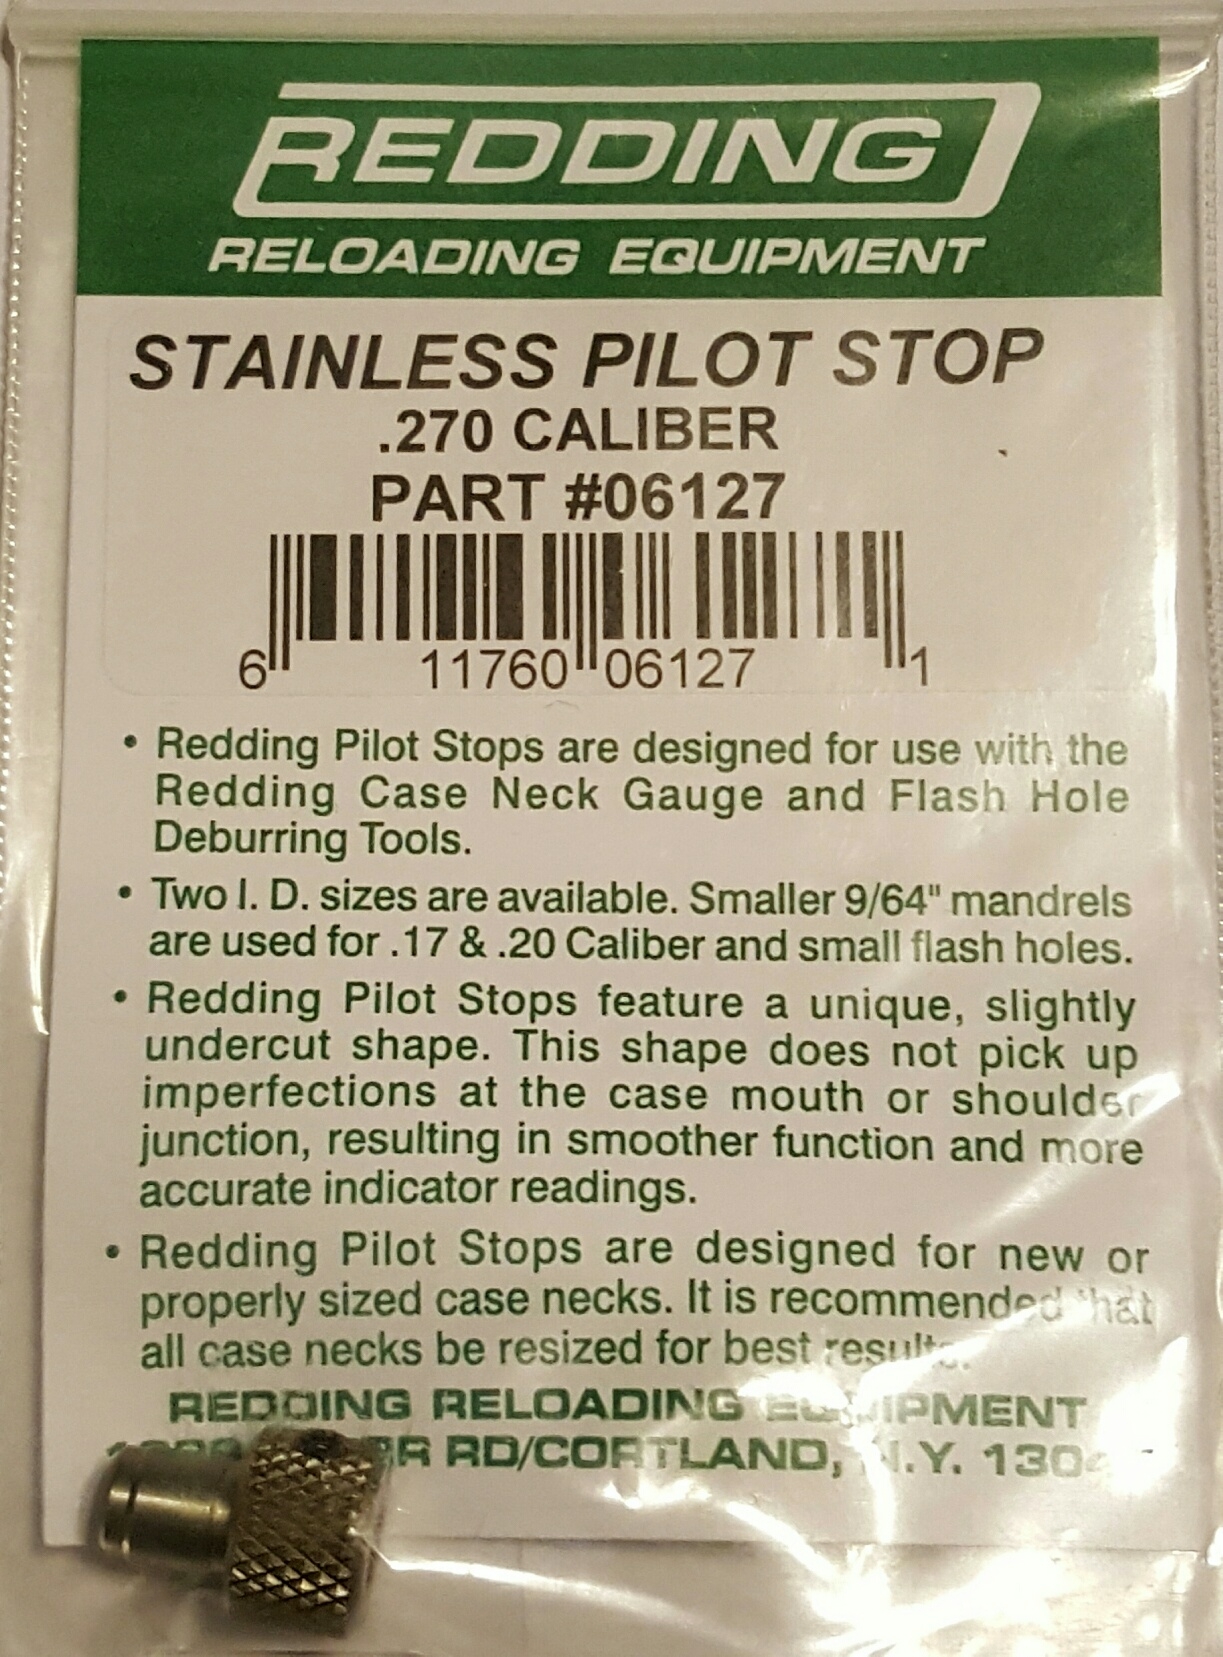 REDDING
RELOADING EQUIPMENT
STAINLESS PILOT STOP
.270 CALIBER
PART #06127
6 11760 06127 1
• Redding Pilot Stops are designed for use with the
Redding Case Neck Gauge and Flash Hole
Deburring Tools.
• Two I. D. sizes are available. Smaller 9/64" mandrels
are used for .17 & .20 Caliber and small flash holes.
• Redding Pilot Stops feature a unique, slightly
undercut shape. This shape does not pick up
imperfections at the case mouth or shoulder
junction, resulting in smoother function and more
accurate indicator readings.
• Redding Pilot Stops are designed for new or
properly sized case necks. It is recommended that
all case necks be resized for best results.
REDDING RELOADING EQUIPMENT
RD/CORTLAND, N.Y.